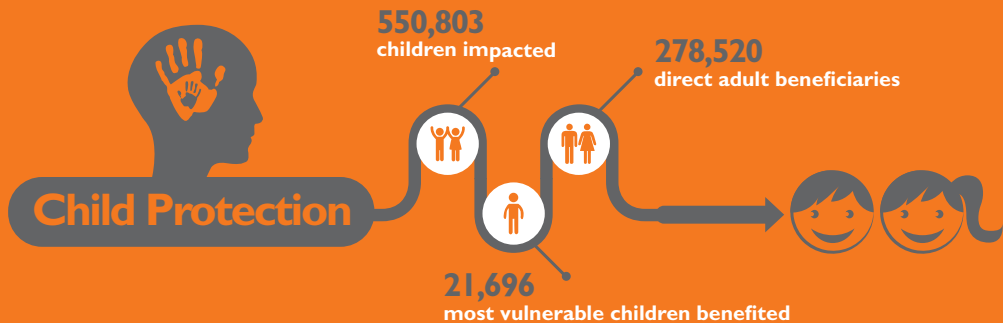 550,803
children impacted
278,520
direct adult beneficiaries
Child Protection
21,696
most vulnerable children benefited